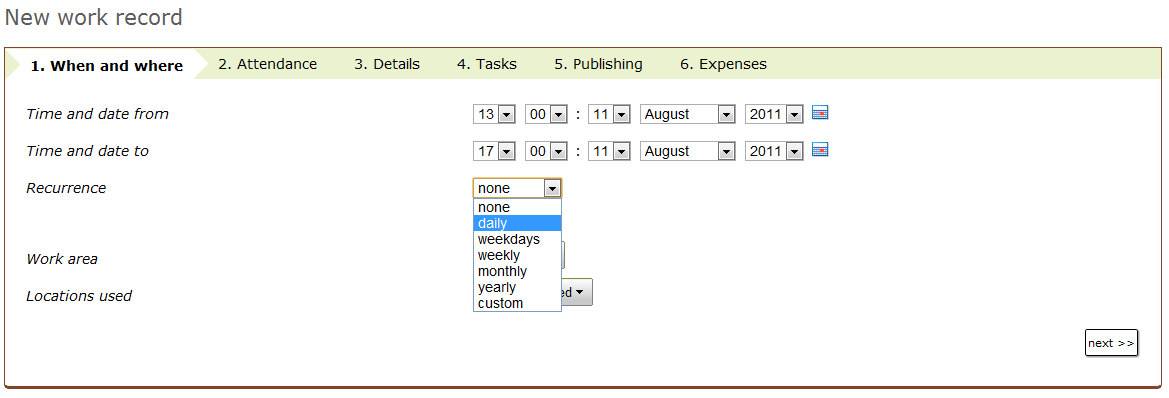 New work record
1. When and where 2. Attendance 3. Details 4. Tasks 5. Publishing 6. Expenses
Time and date from 13 00 : 11 August 2011
Time and date to 17 00 : 11 August 2011
Recurrence none
none
daily
weekdays
weekly
Work area
monthly
yearly
Locations used ed
custom
next >>